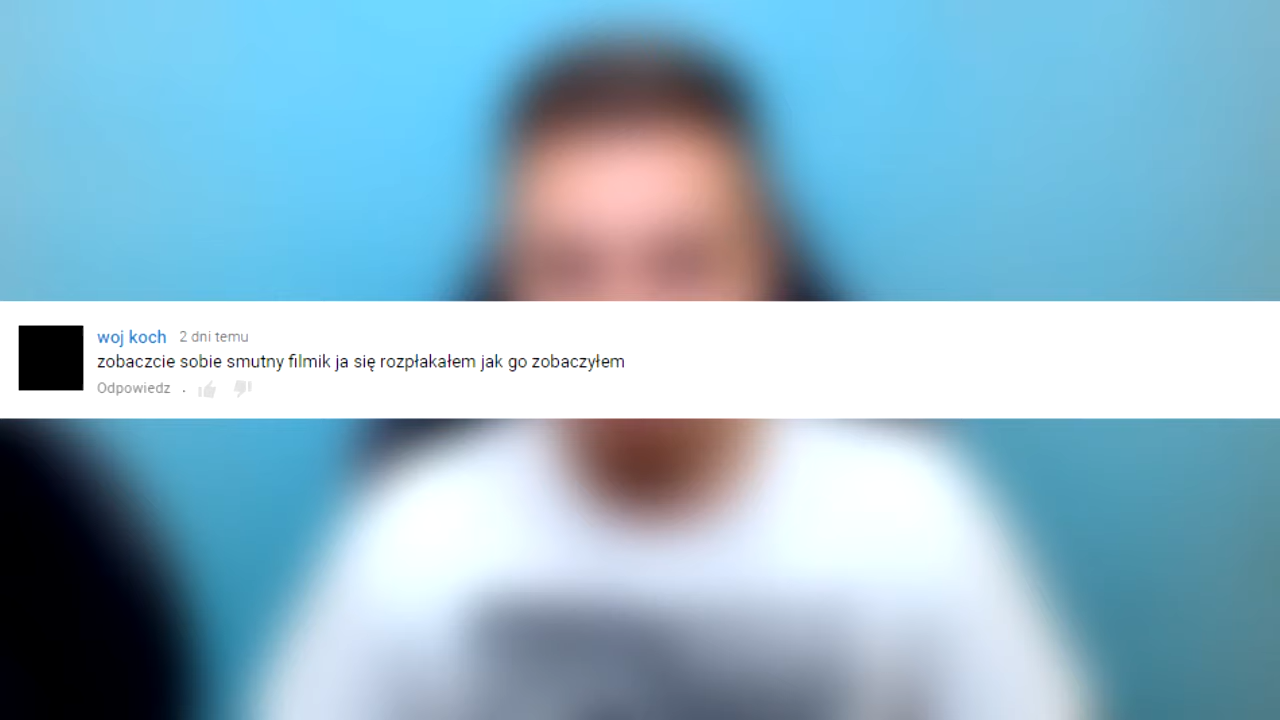 woj koch 2 dni temu
zobaczcie sobie smutny filmik ja się rozpłakałem jak go zobaczyłem
Odpowiedz .